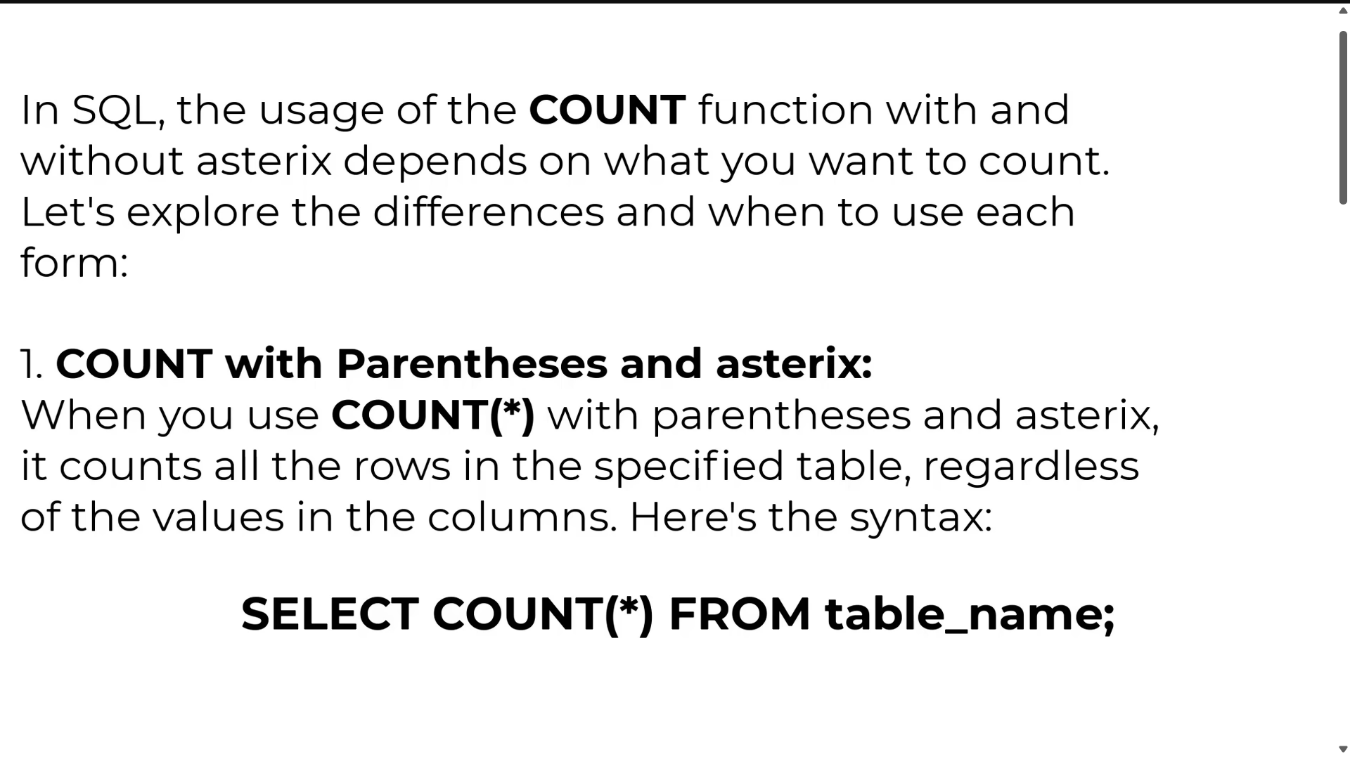 In SQL, the usage of the COUNT function with and
without asterix depends on what you want to count.
Let's explore the differences and when to use each
form:
1. COUNT with Parentheses and asterix:
When you use COUNT(*) with parentheses and asterix,
it counts all the rows in the specified table, regardless
of the values in the columns. Here's the syntax:
SELECT COUNT(*) FROM table_name;